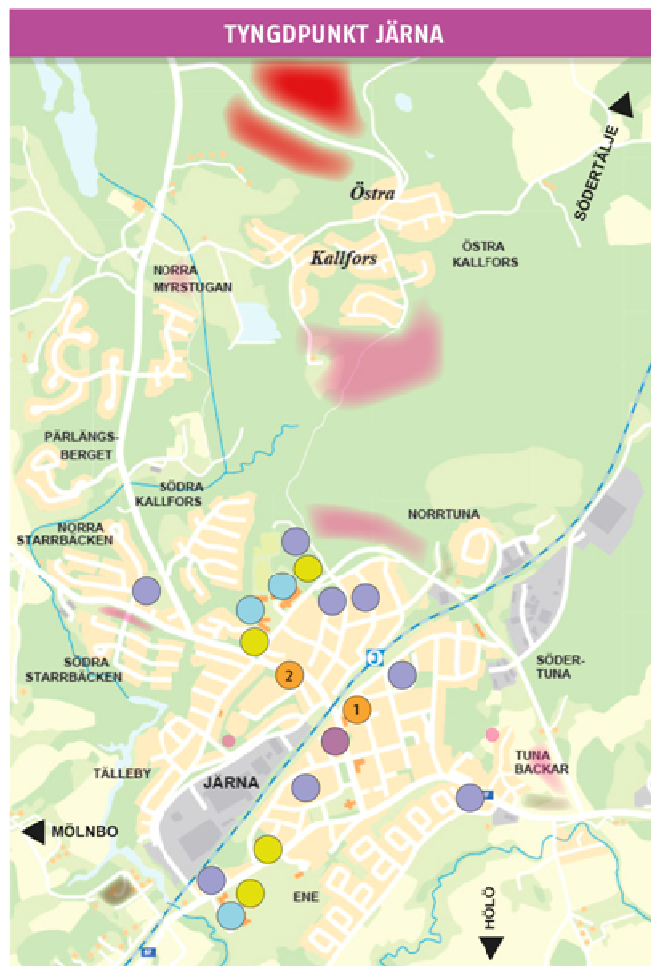 TYNGDPUNKT JÄRNA
SÖDERTÄLJE
Östra
Kallfors
ÖSTRA
KALLFORS
NORRA
MYRSTUGAN
PÄRLÄNGS-
BERGET
SÖDRA
KALLFORS
NORRA
STARRBÄCKEN
NORRTUNA
SÖDRA
STARRBÄCKEN
J
2
SÖDER-
TUNA
1
TÄLLEBY
JÄRNA
TUNA
BACKAR
MÖLNBO
ENE
HÖLÖ